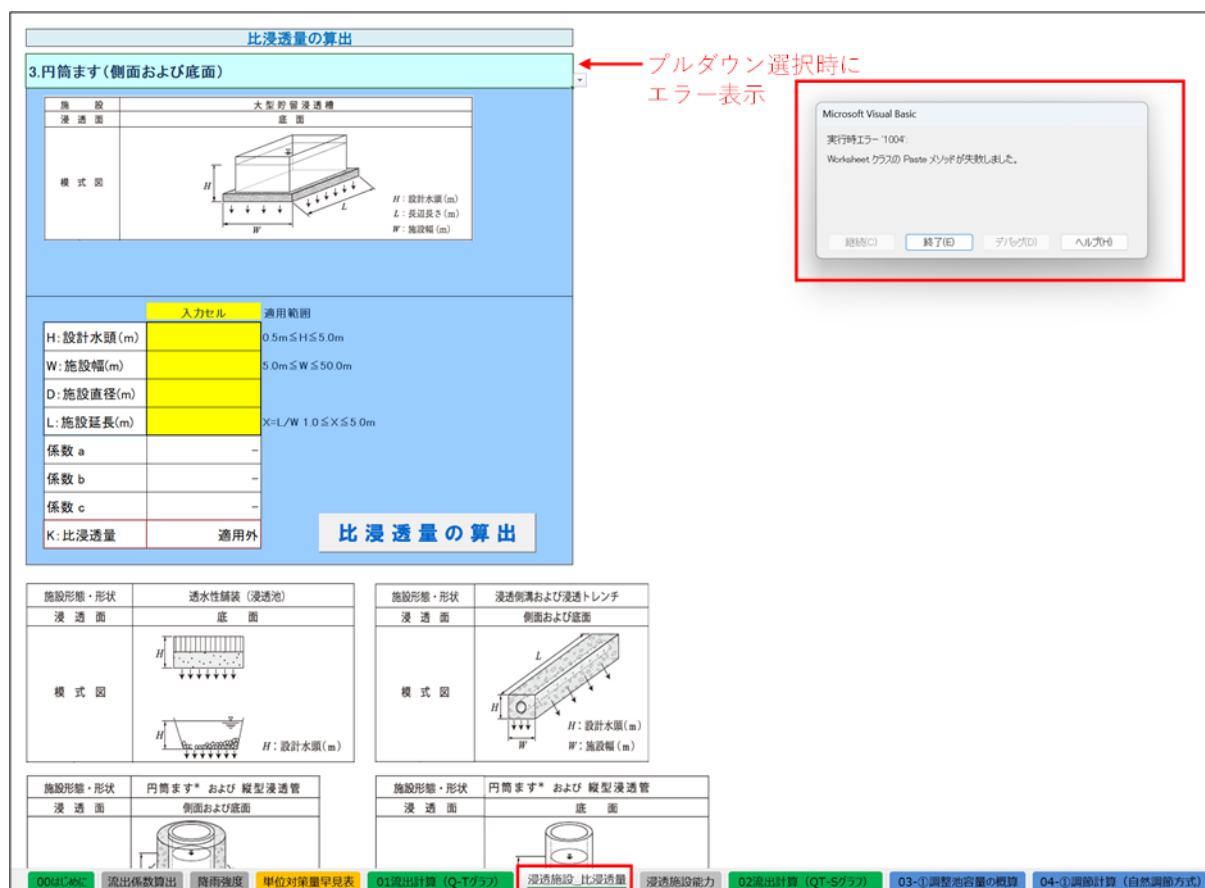 比浸透量の算出
3.円筒ます(側面および底面)
プルダウン選択時に
エラー表示
施 設 大型貯留浸透槽
浸 透 面 底 面
模 式 図
H
W
L
H：設計水頭(m)
L：長辺長さ(m)
W：施設幅(m)
Microsoft Visual Basic
実行時エラー '1004':
Worksheet クラスの Paste メソッドが失敗しました。
継続(C) 終了(E) デバッグ(D) ヘルプ(H)
入力セル 適用範囲
H:設計水頭(m) 0.5m≦H≦5.0m
W:施設幅(m) 5.0m≦W≦50.0m
D:施設直径(m)
L:施設延長(m) X=L/W 1.0≦X≦5.0m
係数 a -
係数 b -
係数 c -
K:比浸透量 適用外
比浸透量の算出
施設形態・形状 透水性舗装（浸透池）
浸 透 面 底 面
模 式 図
H
H
H：設計水頭(m)
施設形態・形状 浸透側溝および浸透トレンチ
浸 透 面 側面および底面
模 式 図
L
H
W
H：設計水頭(m)
W：施設幅(m)
施設形態・形状 円筒ます* および 縦型浸透管
浸 透 面 側面および底面
施設形態・形状 円筒ます* および 縦型浸透管
浸 透 面 底 面
00はじめに 流出係数算出 降雨強度 単位対策量早見表 01流出計算（Q-Tグラフ） 浸透施設_比浸透量 浸透施設能力 02流出計算（QT-Sグラフ） 03-①調整池容量の概算 04-①調節計算（自然調節方式）